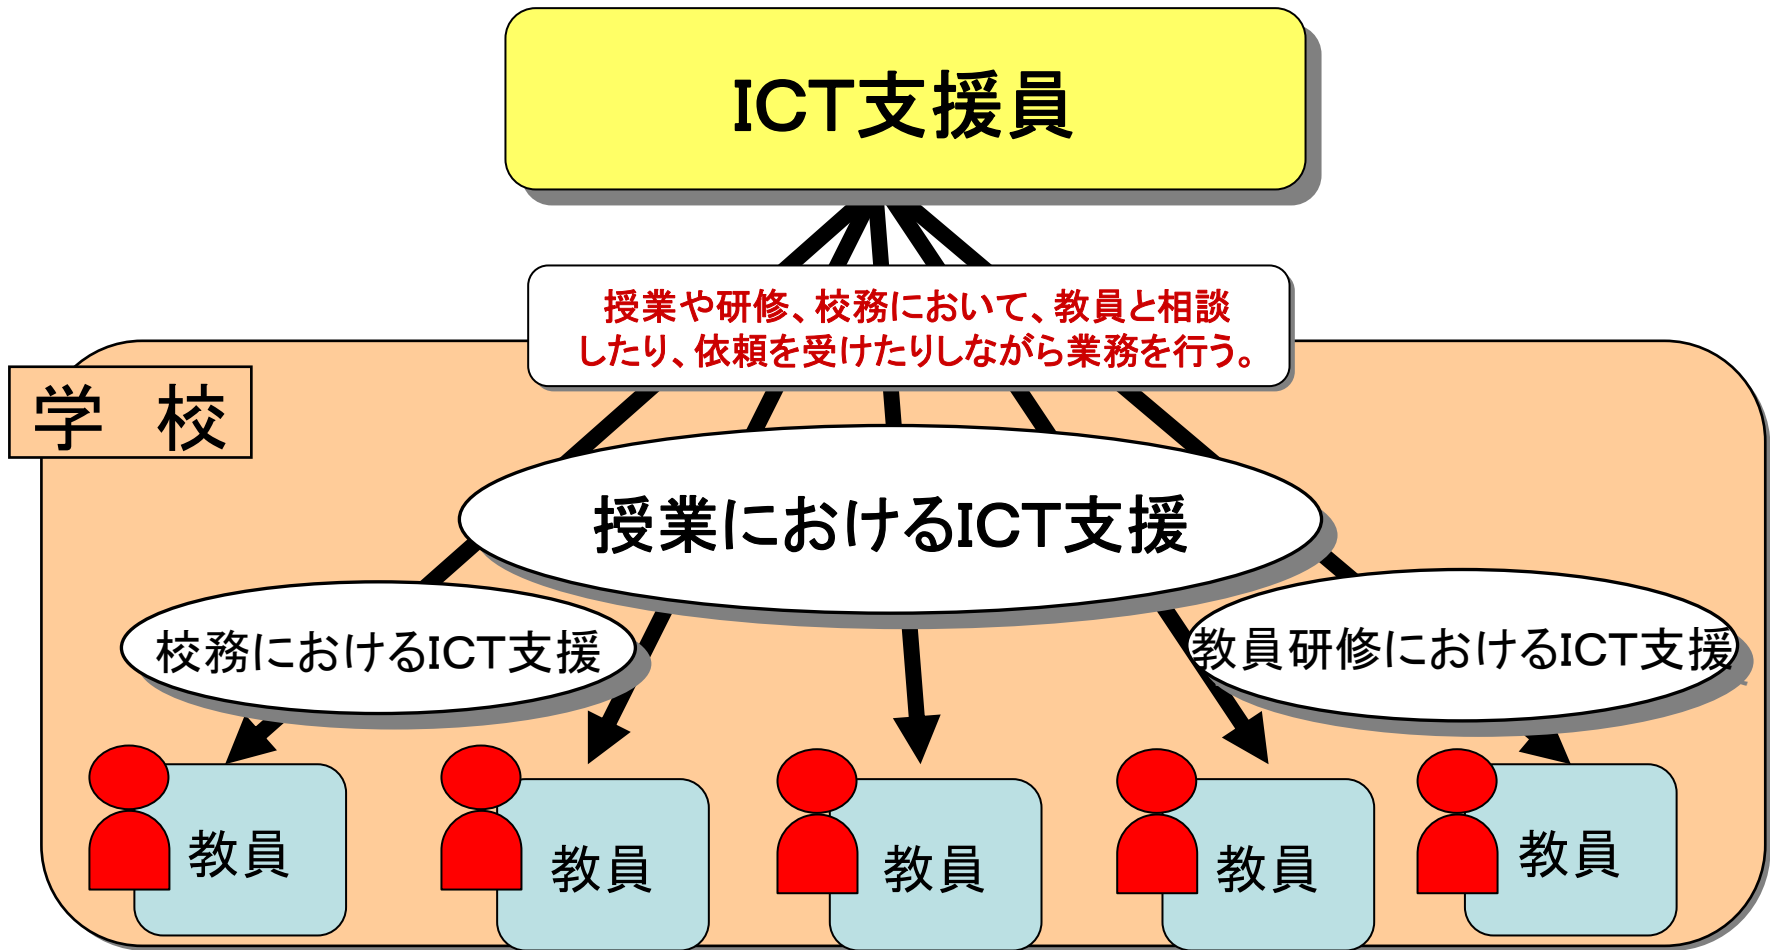 ICT支援員
授業や研修、校務において、教員と相談
したり、依頼を受けたりしながら業務を行う。
学　校
授業におけるICT支援
校務におけるICT支援
教員研修におけるICT支援
教員
教員
教員
教員
教員